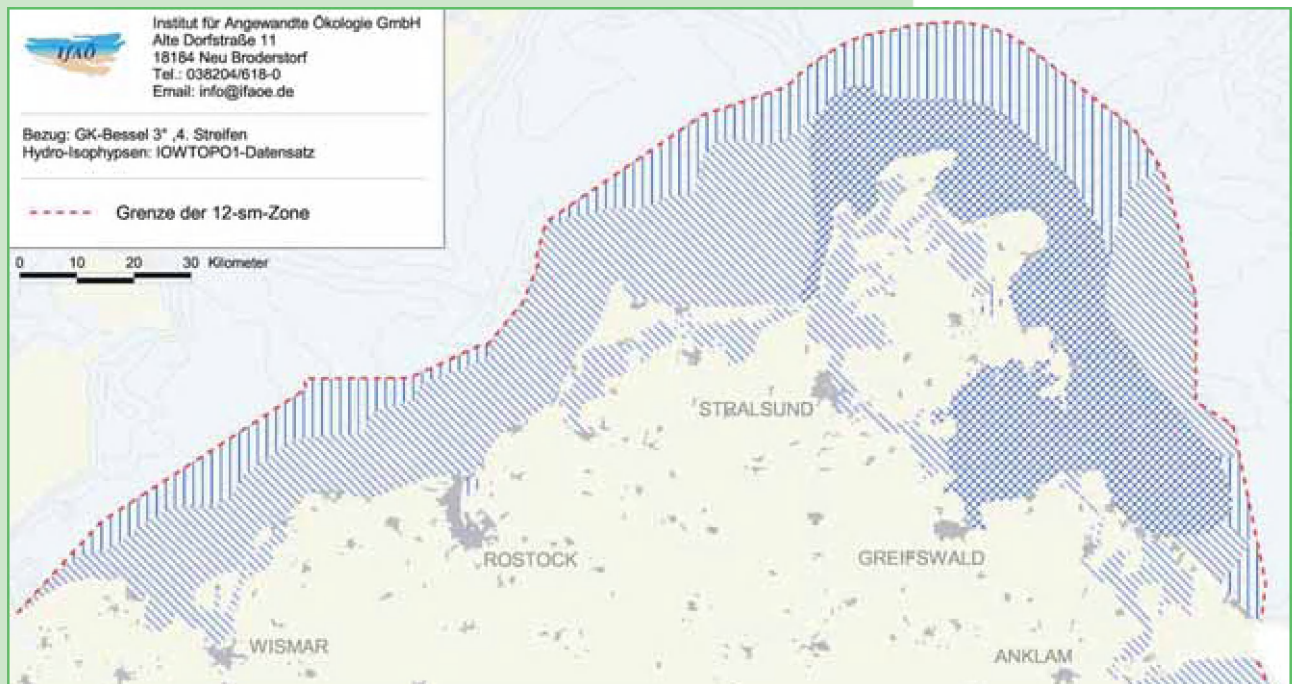 IfAÖ
Institut für Angewandte Ökologie GmbH
Alte Dorfstraße 11
18184 Neu Broderstorf
Tel.: 038204/618-0
Email: info@ifaoe.de
Bezug: GK-Bessel 3° ,4. Streifen
Hydro-Isophypsen: IOWTOPO1-Datensatz
Grenze der 12-sm-Zone
0 10 20 30 Kilometer
STRALSUND
ROSTOCK
GREIFSWALD
WISMAR
ANKLAM